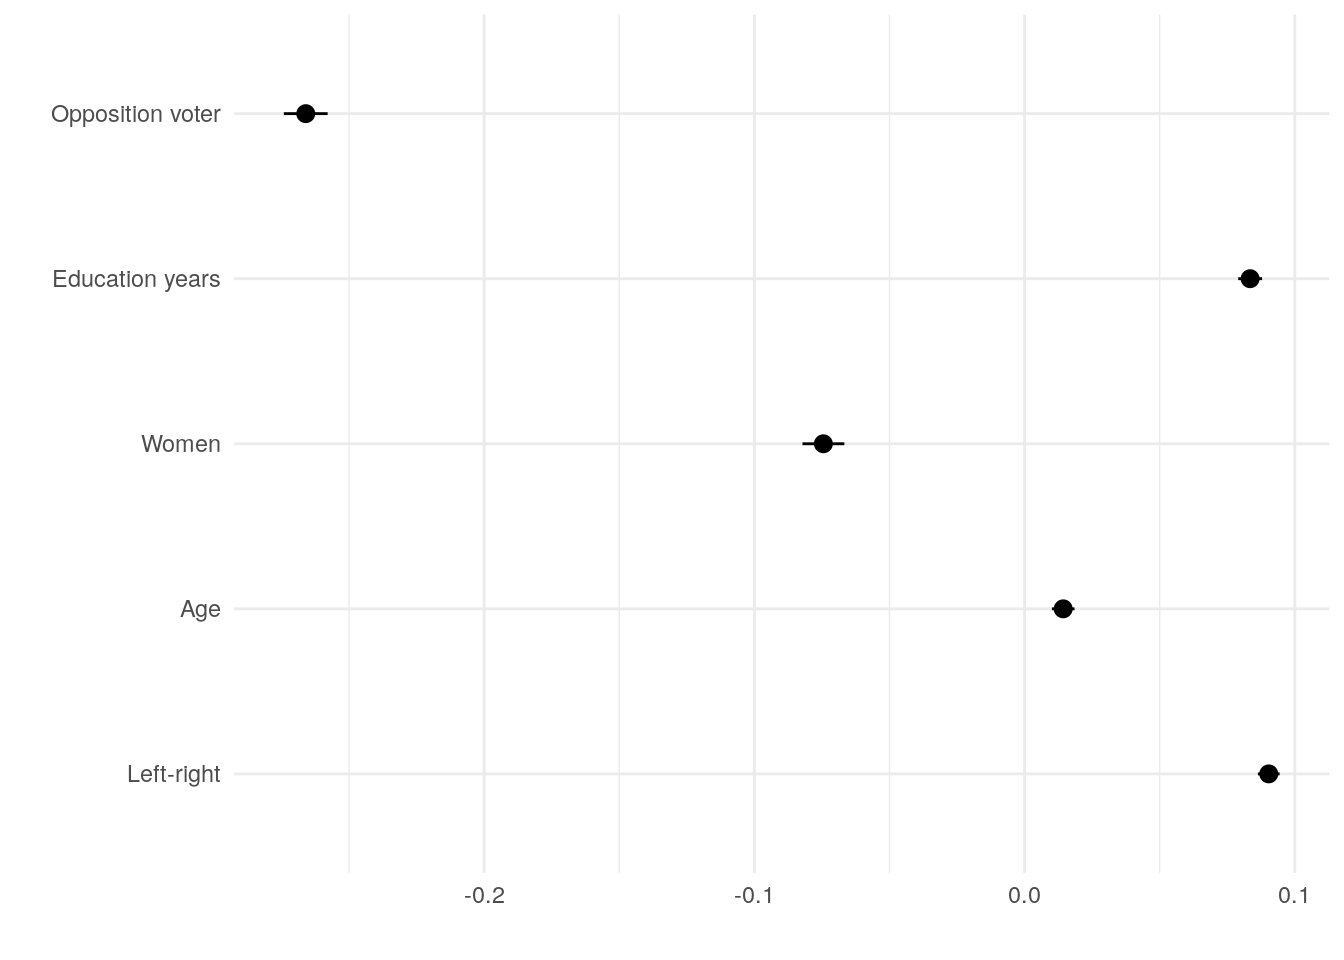 Opposition voter
Education years
Women
Age
Left-right
-0.2 -0.1 0.0 0.1